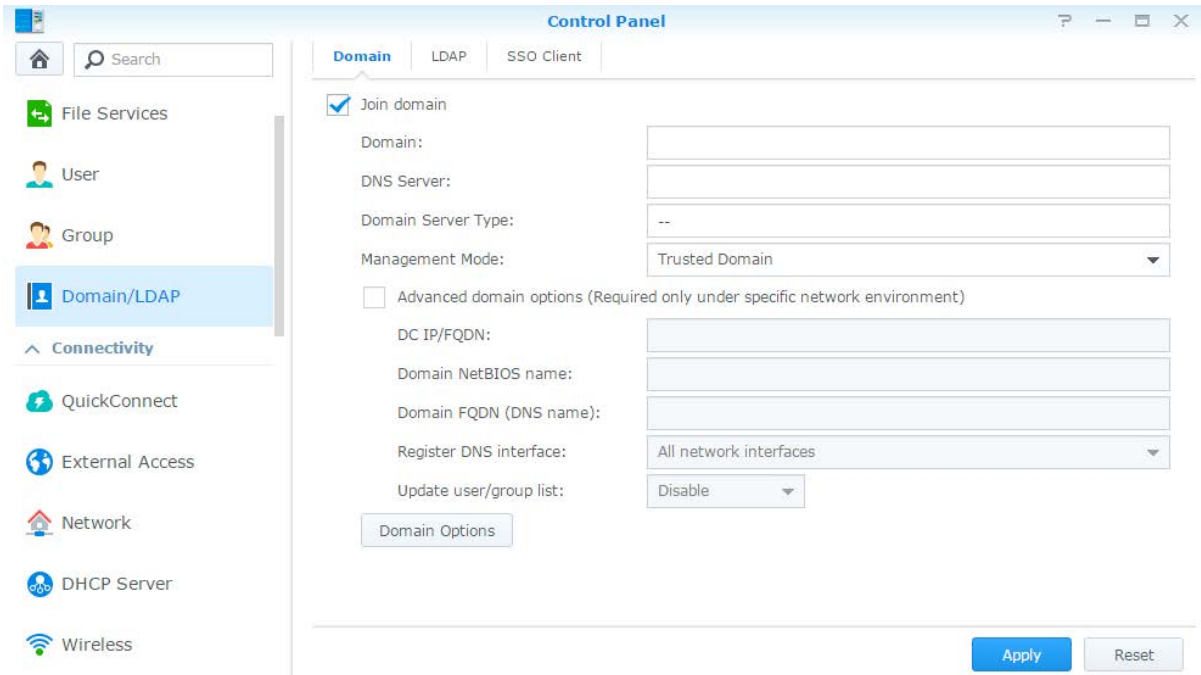 Control Panel
Search
File Services
User
Group
Domain/LDAP
Connectivity
QuickConnect
External Access
Network
DHCP Server
Wireless
Domain LDAP SSO Client
Join domain
Domain:
DNS Server:
Domain Server Type: --
Management Mode: Trusted Domain
Advanced domain options (Required only under specific network environment)
DC IP/FQDN:
Domain NetBIOS name:
Domain FQDN (DNS name):
Register DNS interface: All network interfaces
Update user/group list: Disable
Domain Options
Apply Reset